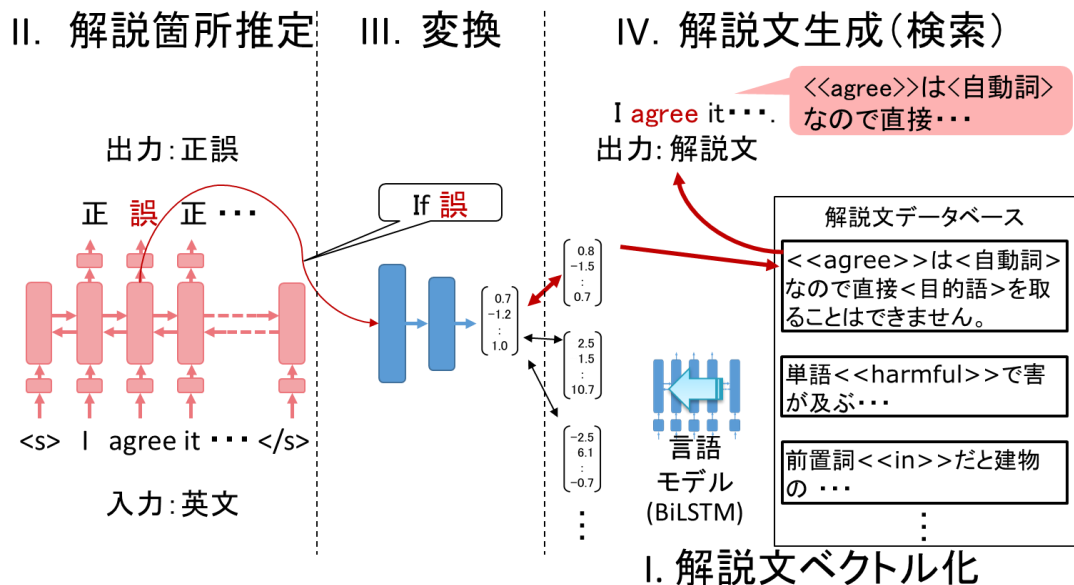 II. 解説箇所推定
III. 変換
IV. 解説文生成(検索)
<<agree>>は<自動詞>
なので直接･･･
I agree it･･･.
出力:解説文
出力:正誤
If 誤
正 誤 正 ･･･
解説文データベース
<<agree>>は<自動詞>
なので直接<目的語>を取
ることはできません。
単語<<harmful>>で害
が及ぶ･･･
前置詞<<in>>だと建物
の ･･･
⋮
0.7
-1.2
:
1.0
0.8
-1.5
:
0.7
2.5
1.5
:
10.7
-2.5
6.1
:
-0.7
⋮
言語
モデル
(BiLSTM)
<s> I agree it ･･･ </s>
入力:英文
I. 解説文ベクトル化